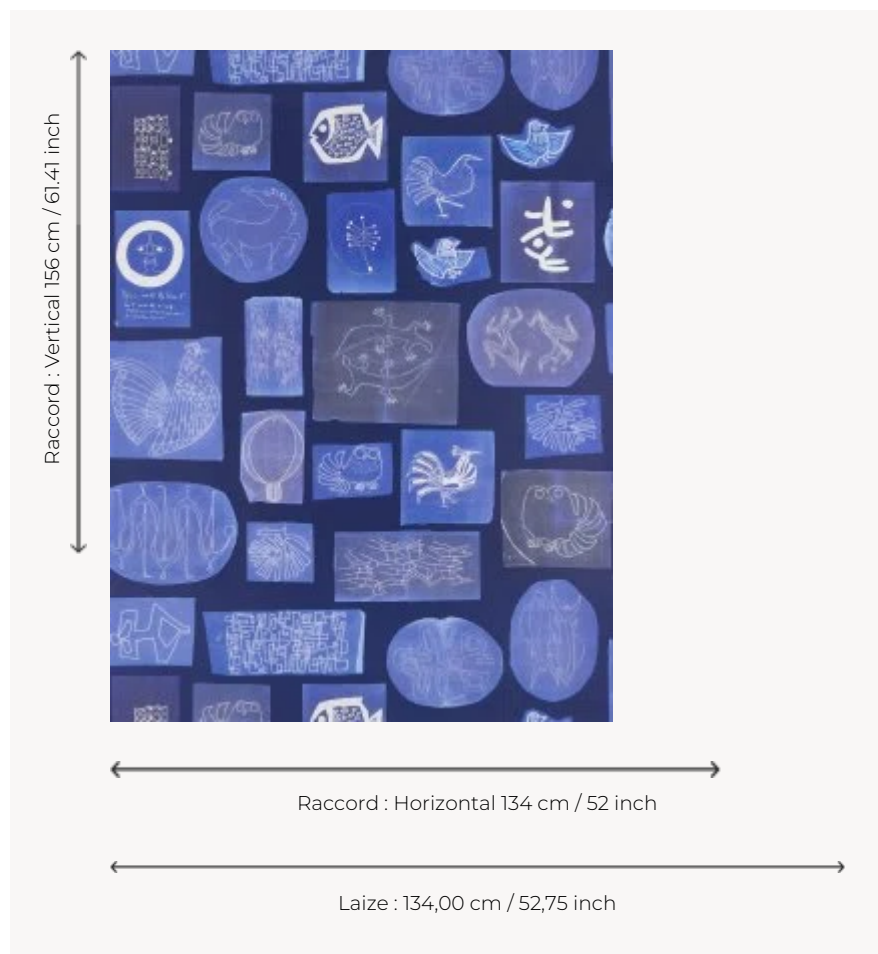 Raccord : Vertical 156 cm / 61.41 inch
Raccord : Horizontal 134 cm / 52 inch
Laize : 134,00 cm / 52,75 inch